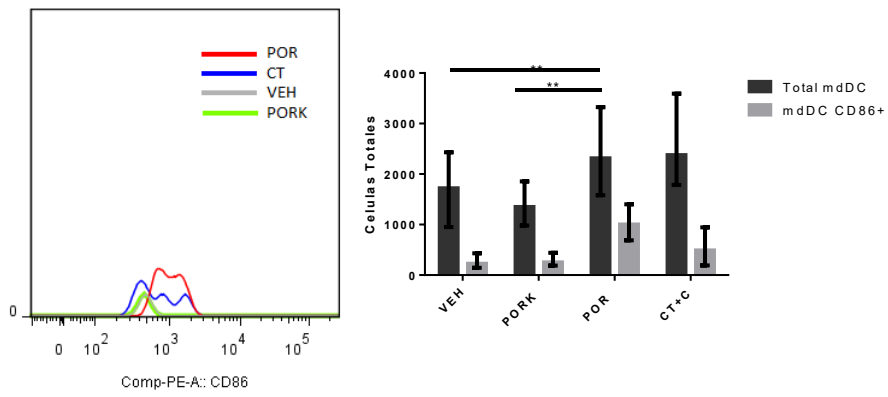 POR
CT
VEH
PORK
0
0 10² 10³ 10⁴ 10⁵
Comp-PE-A:: CD86
**
**
4000
3000
2000
1000
0
Celulas Totales
VEH
PORK
POR
CT+C
Total mdDC
mdDC CD86+